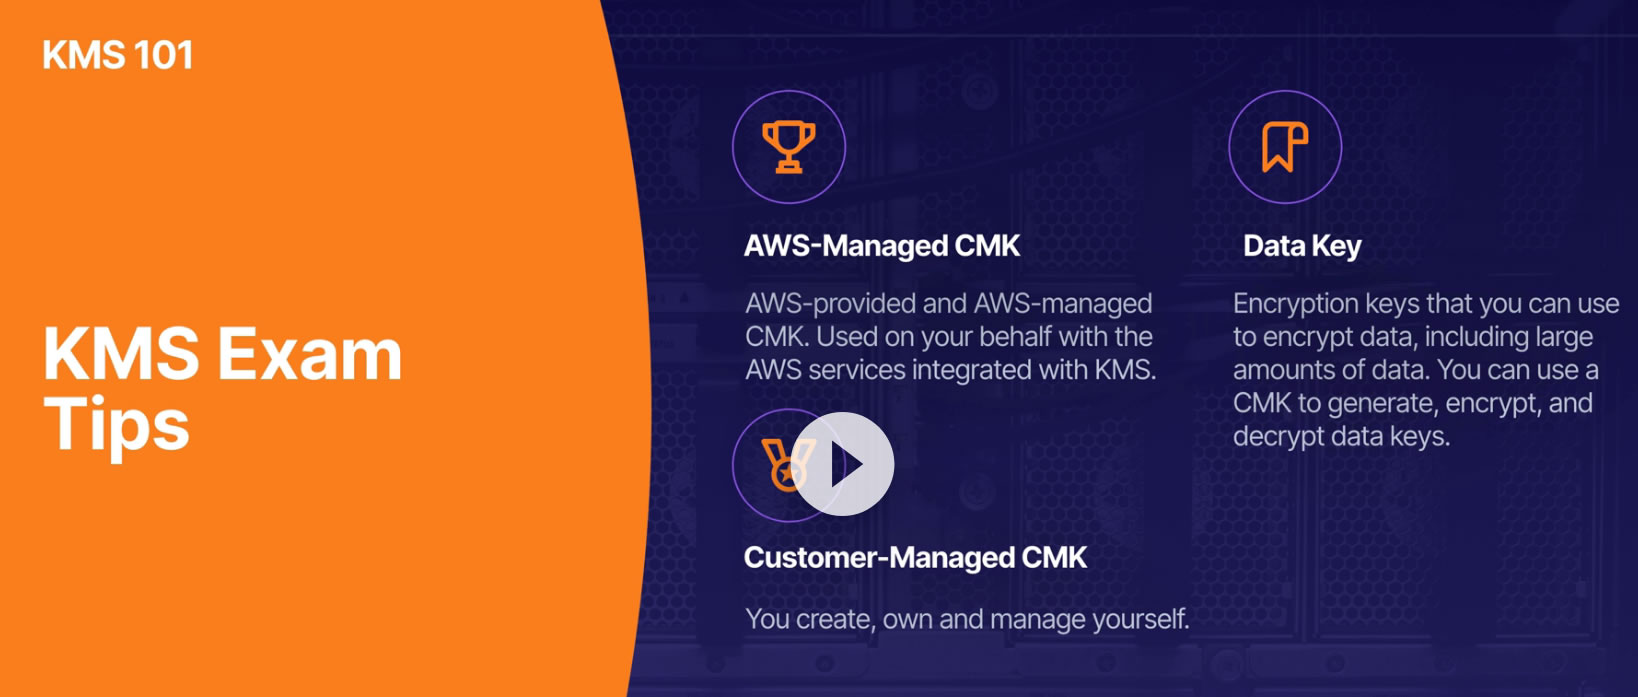 KMS 101
KMS Exam
Tips
AWS-Managed CMK
AWS-provided and AWS-managed
CMK. Used on your behalf with the
AWS services integrated with KMS.
Customer-Managed CMK
You create, own and manage yourself.
Data Key
Encryption keys that you can use
to encrypt data, including large
amounts of data. You can use a
CMK to generate, encrypt, and
decrypt data keys.